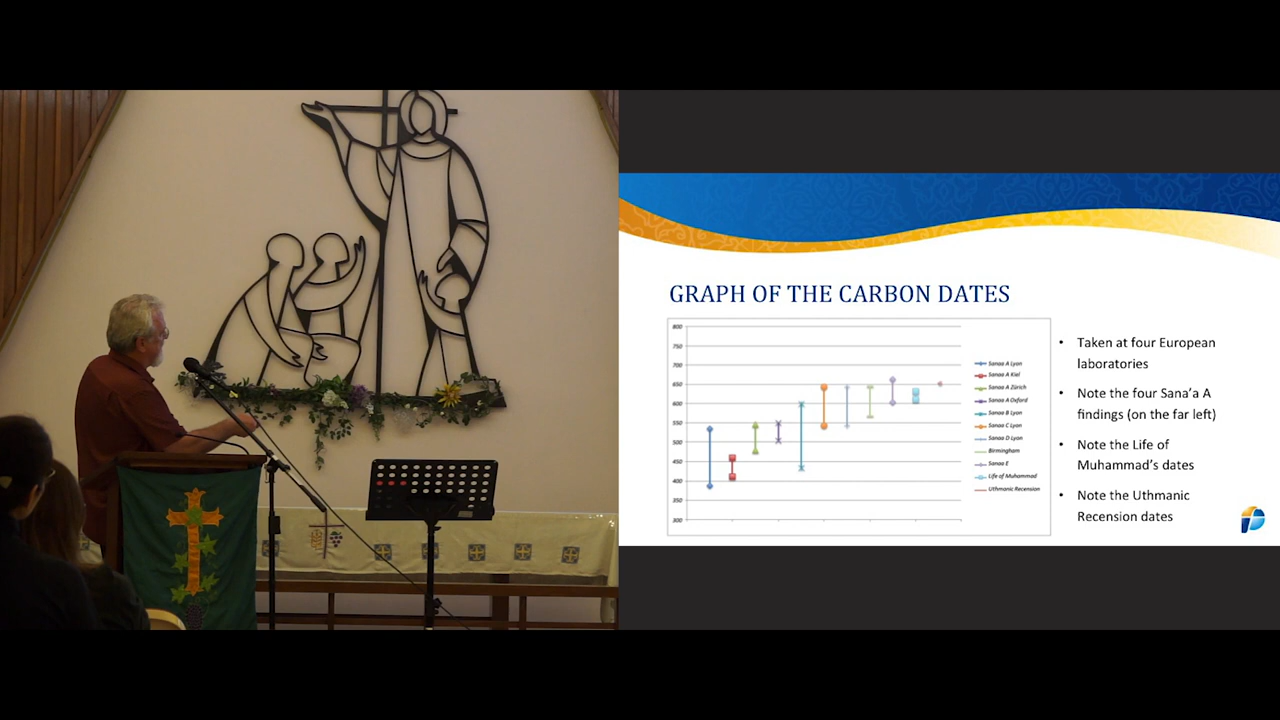 GRAPH OF THE CARBON DATES
800
750
700
650
600
550
500
450
400
350
300
Sanaa A Lyon
Sanaa A Kiel
Sanaa A Zürich
Sanaa A Oxford
Sanaa B Lyon
Sanaa C Lyon
Sanaa D Lyon
Birmingham
Sanaa E
Life of Muhammad
Uthmanic Recension
• Taken at four European
laboratories
• Note the four Sana’a A
findings (on the far left)
• Note the Life of
Muhammad’s dates
• Note the Uthmanic
Recension dates